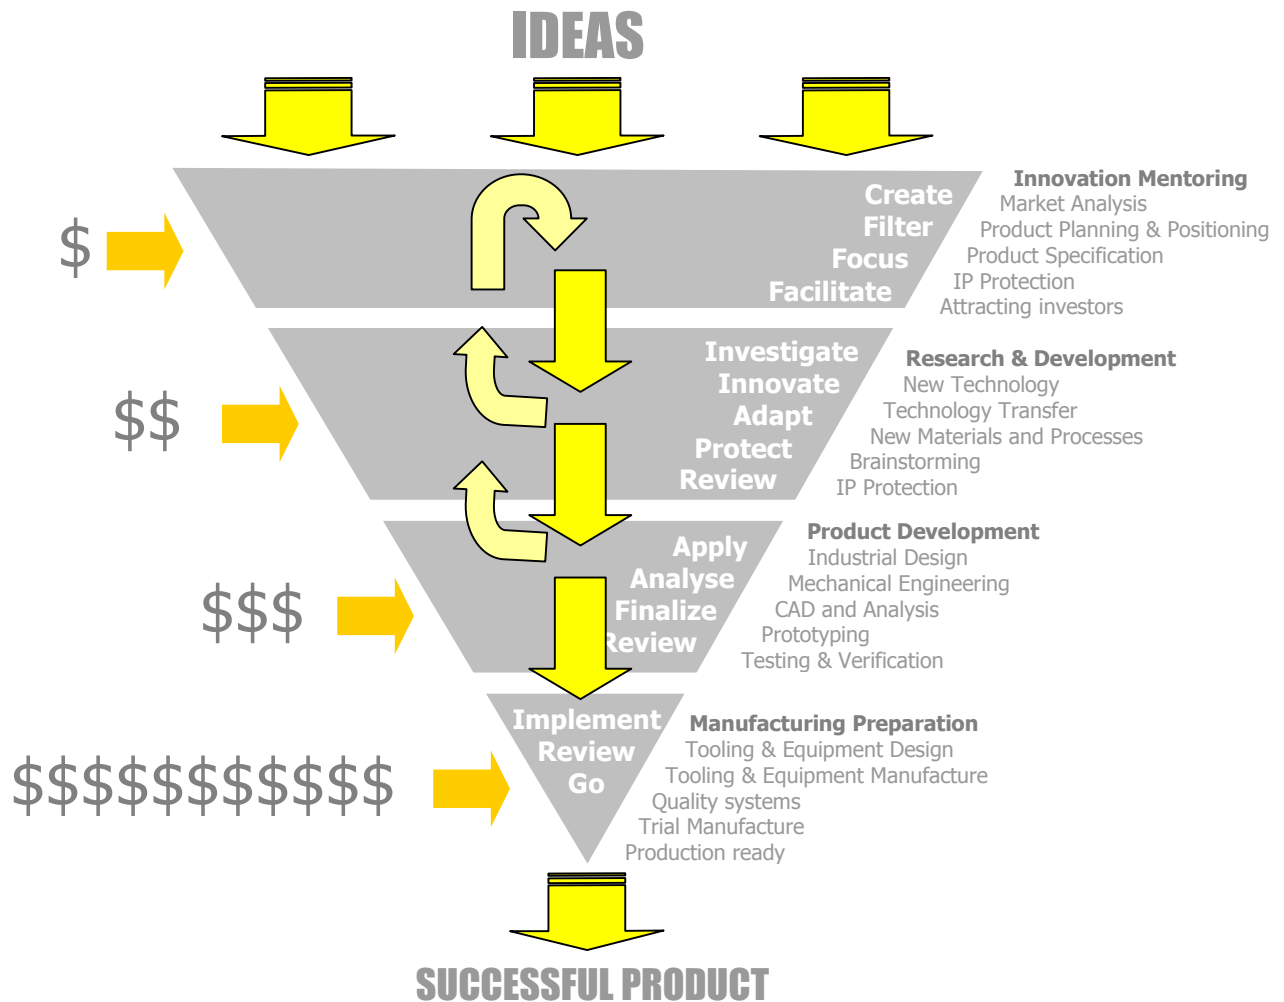 IDEAS
$
Create
Filter
Focus
Facilitate
Innovation Mentoring
Market Analysis
Product Planning & Positioning
Product Specification
IP Protection
Attracting investors
$$
Investigate
Innovate
Adapt
Protect
Review
Research & Development
New Technology
Technology Transfer
New Materials and Processes
Brainstorming
IP Protection
$$$
Apply
Analyse
Finalize
Review
Product Development
Industrial Design
Mechanical Engineering
CAD and Analysis
Prototyping
Testing & Verification
$$$$$$$$$$$
Implement
Review
Go
Manufacturing Preparation
Tooling & Equipment Design
Tooling & Equipment Manufacture
Quality systems
Trial Manufacture
Production ready
SUCCESSFUL PRODUCT